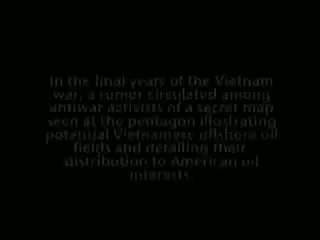 In the final years of the Vietnam
war, a rumor circulated among
antiwar activists of a secret map
seen at the pentagon illustrating
potential Vietnamese offshore oil
fields and detailing their
distribution to American oil
interests.